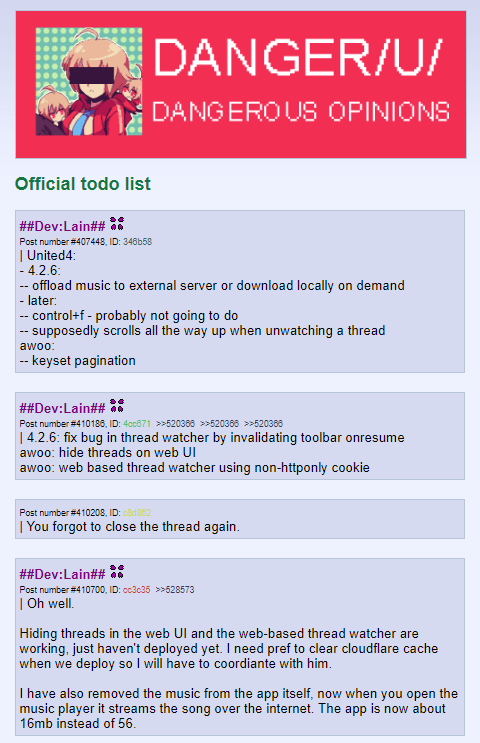 DANGER/U/
DANGEROUS OPINIONS
Official todo list
##Dev:Lain##
Post number #407448, ID: 346b58
| United4:
- 4.2.6:
-- offload music to external server or download locally on demand
- later:
-- control+f - probably not going to do
-- supposedly scrolls all the way up when unwatching a thread
awoo:
-- keyset pagination
##Dev:Lain##
Post number #410186, ID: 4cc671 >>520366 >>520366 >>520366
| 4.2.6: fix bug in thread watcher by invalidating toolbar onresume
awoo: hide threads on web UI
awoo: web based thread watcher using non-httponly cookie
Post number #410208, ID:
| You forgot to close the thread again.
##Dev:Lain##
Post number #410700, ID: cc3c35 >>528573
| Oh well.
Hiding threads in the web UI and the web-based thread watcher are
working, just haven't deployed yet. I need pref to clear cloudflare cache
when we deploy so I will have to coordiante with him.
I have also removed the music from the app itself, now when you open the
music player it streams the song over the internet. The app is now about
16mb instead of 56.